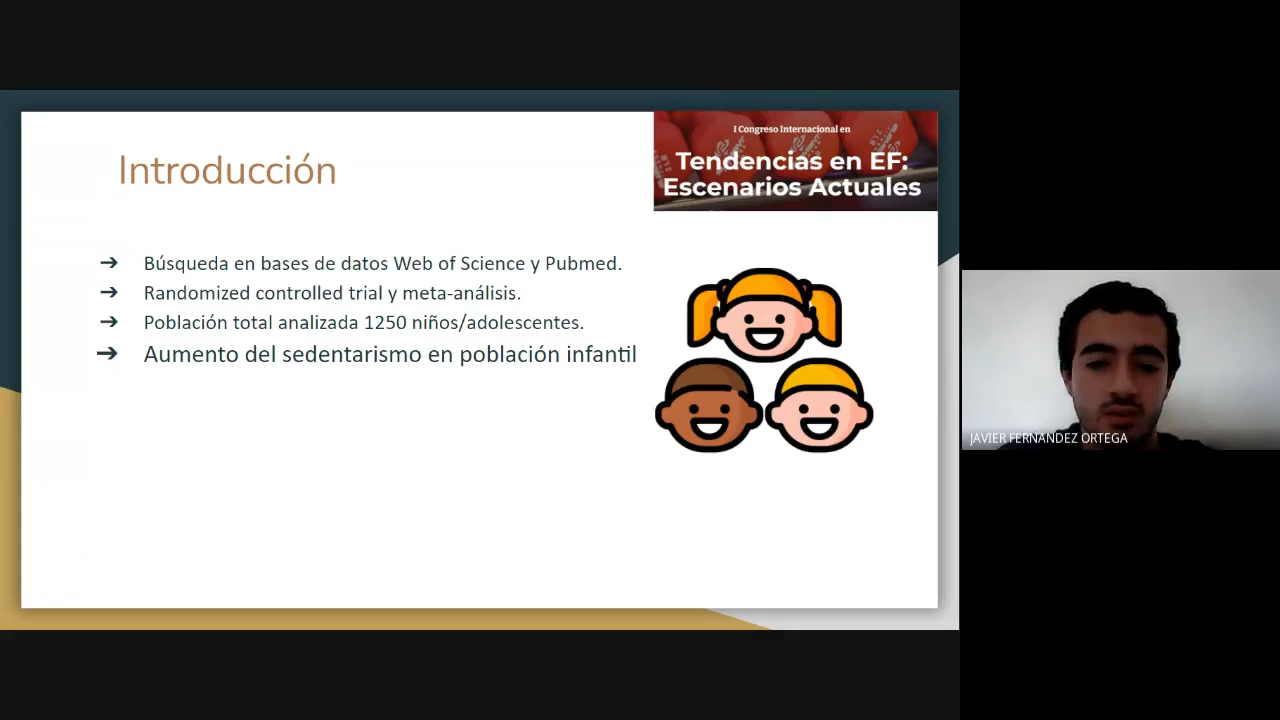 Introducción
I Congreso Internacional en
Tendencias en EF:
Escenarios Actuales
➔ Búsqueda en bases de datos Web of Science y Pubmed.
➔ Randomized controlled trial y meta-análisis.
➔ Población total analizada 1250 niños/adolescentes.
➔ Aumento del sedentarismo en población infantil
JAVIER FERNANDEZ ORTEGA